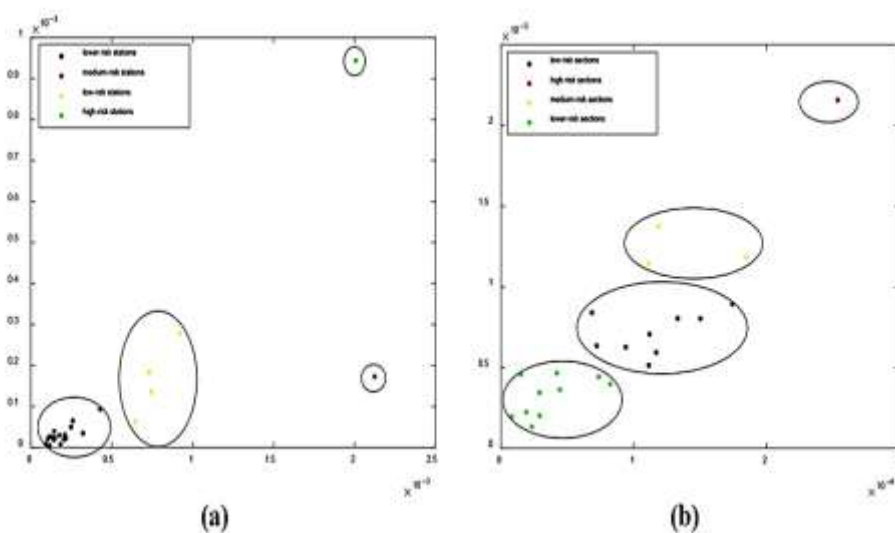 ×10⁻³
1
0.9
0.8
0.7
0.6
0.5
0.4
0.3
0.2
0.1
0
lower risk stations
medium risk stations
low-risk stations
high-risk stations
0 0.5 1 1.5 2 2.5
×10⁻³
(a)
×10⁻³
2
1.5
1
0.5
0
low-risk sections
high risk sections
medium risk sections
lower risk sections
0 1 2
×10⁻⁴
(b)